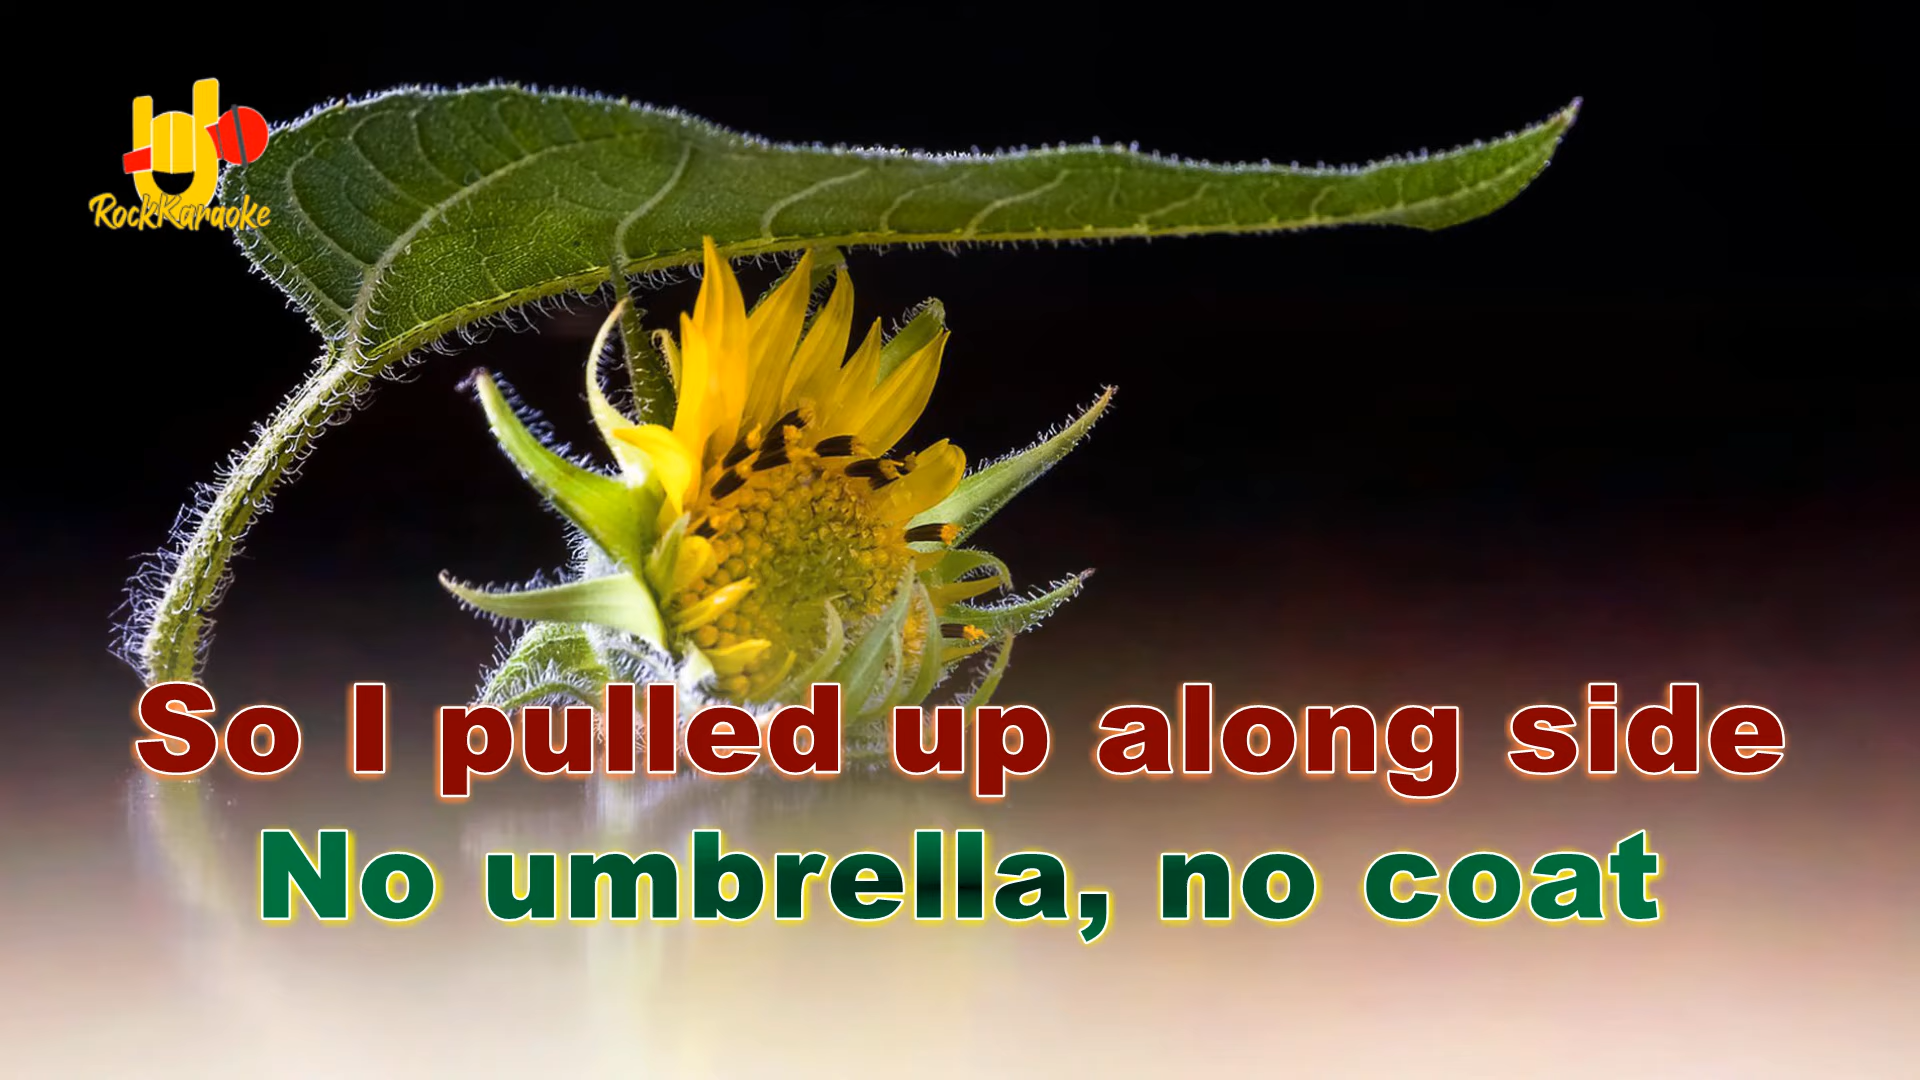 RockKaraoke
So I pulled up along side
No umbrella, no coat